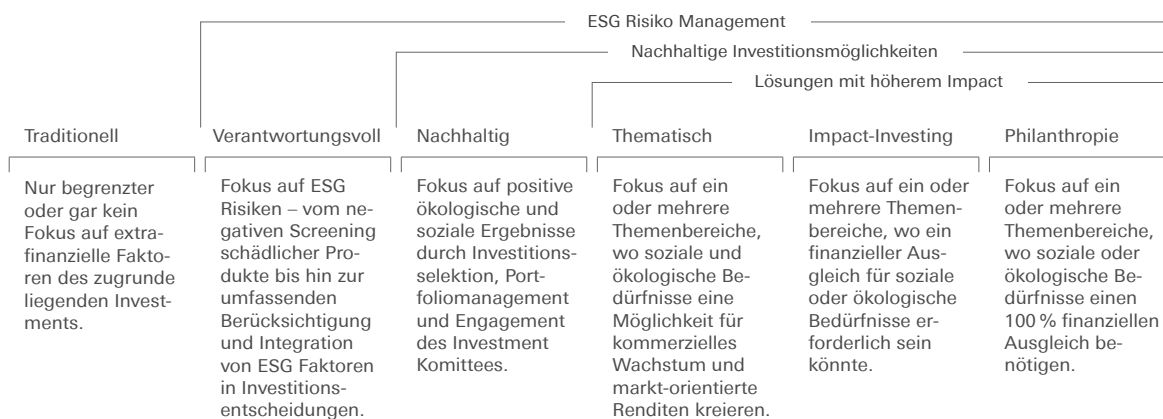 ESG Risiko Management
Nachhaltige Investitionsmöglichkeiten
Lösungen mit höherem Impact
Traditionell
Nur begrenzter
oder gar kein
Fokus auf extra-
finanzielle Fakto-
ren des zugrunde
liegenden Invest-
ments.
Verantwortungsvoll
Fokus auf ESG
Risiken – vom ne-
gativen Screening
schädlicher Pro-
dukte bis hin zur
umfassenden
Berücksichtigung
und Integration
von ESG Faktoren
in Investitions-
entscheidungen.
Nachhaltig
Fokus auf positive
ökologische und
soziale Ergebnisse
durch Investitions-
selektion, Port-
foliomanagement
und Engagement
des Investment
Komittees.
Thematisch
Fokus auf ein
oder mehrere
Themenbereiche,
wo soziale und
ökologische Be-
dürfnisse eine
Möglichkeit für
kommerzielles
Wachstum und
markt-orientierte
Renditen kreieren.
Impact-Investing
Fokus auf ein oder
mehrere Themen-
bereiche, wo ein
finanzieller Aus-
gleich für soziale
oder ökologische
Bedürfnisse er-
forderlich sein
könnte.
Philanthropie
Fokus auf ein
oder mehrere
Themenbereiche,
wo soziale oder
ökologische Be-
dürfnisse einen
100 % finanziellen
Ausgleich be-
nötigen.